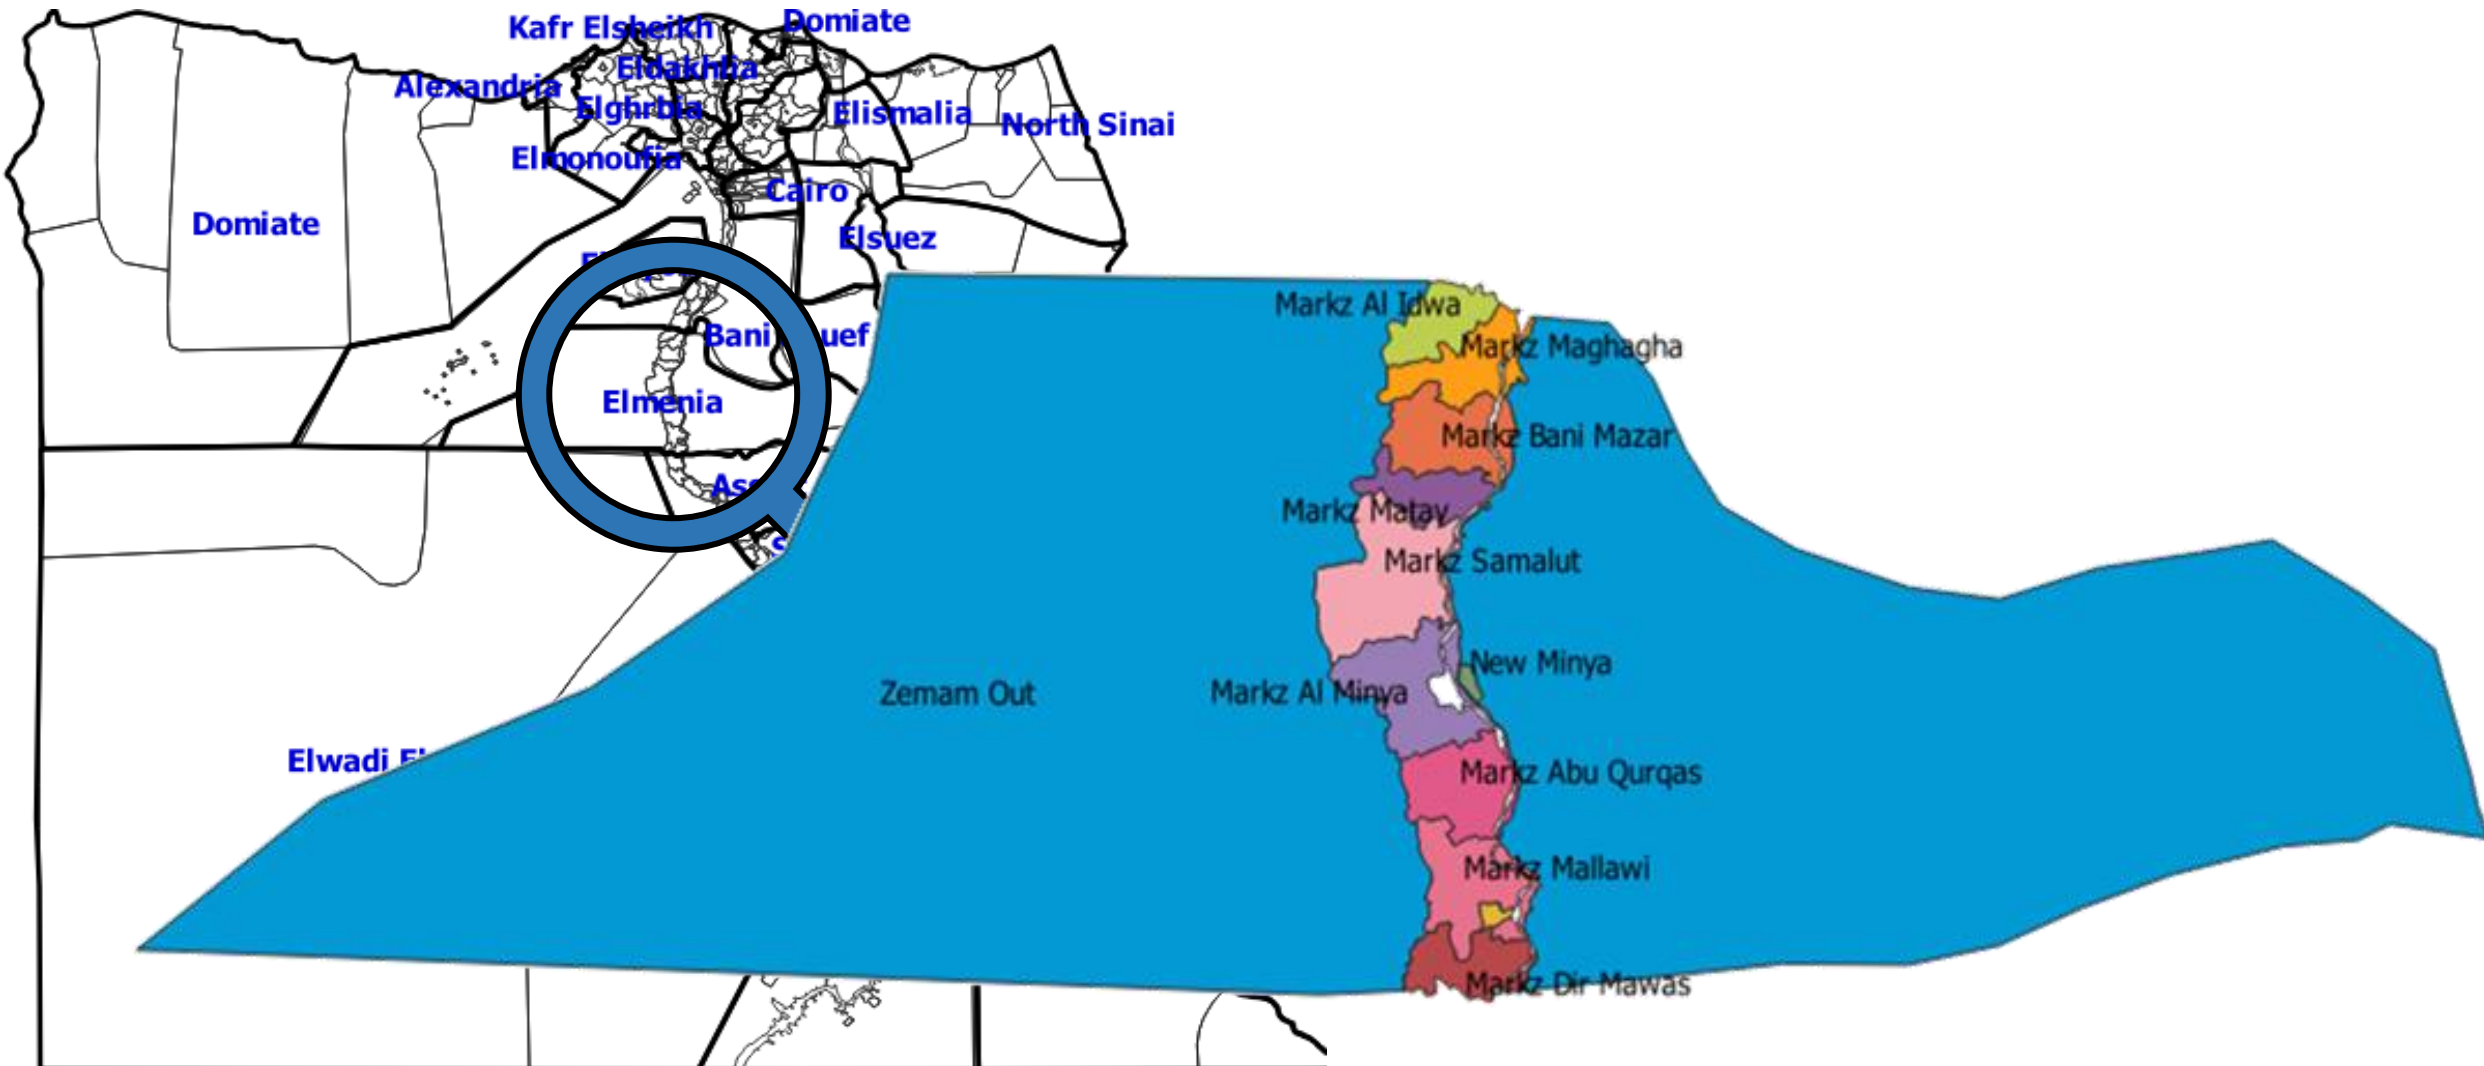 Kafr Elsheikh
Domiate
Eldakhlia
Alexandria
Elghrbia
Elismalia
North Sinai
Elmonoufia
Cairo
Domiate
Elsuez
Bani uef
Elmenia
Ass
Elwadi
Markz Al Idwa
Markz Maghagha
Markz Bani Mazar
Markz Matay
Markz Samalut
New Minya
Zemam Out
Markz Al Minya
Markz Abu Qurqas
Markz Mallawi
Markz Dir Mawas